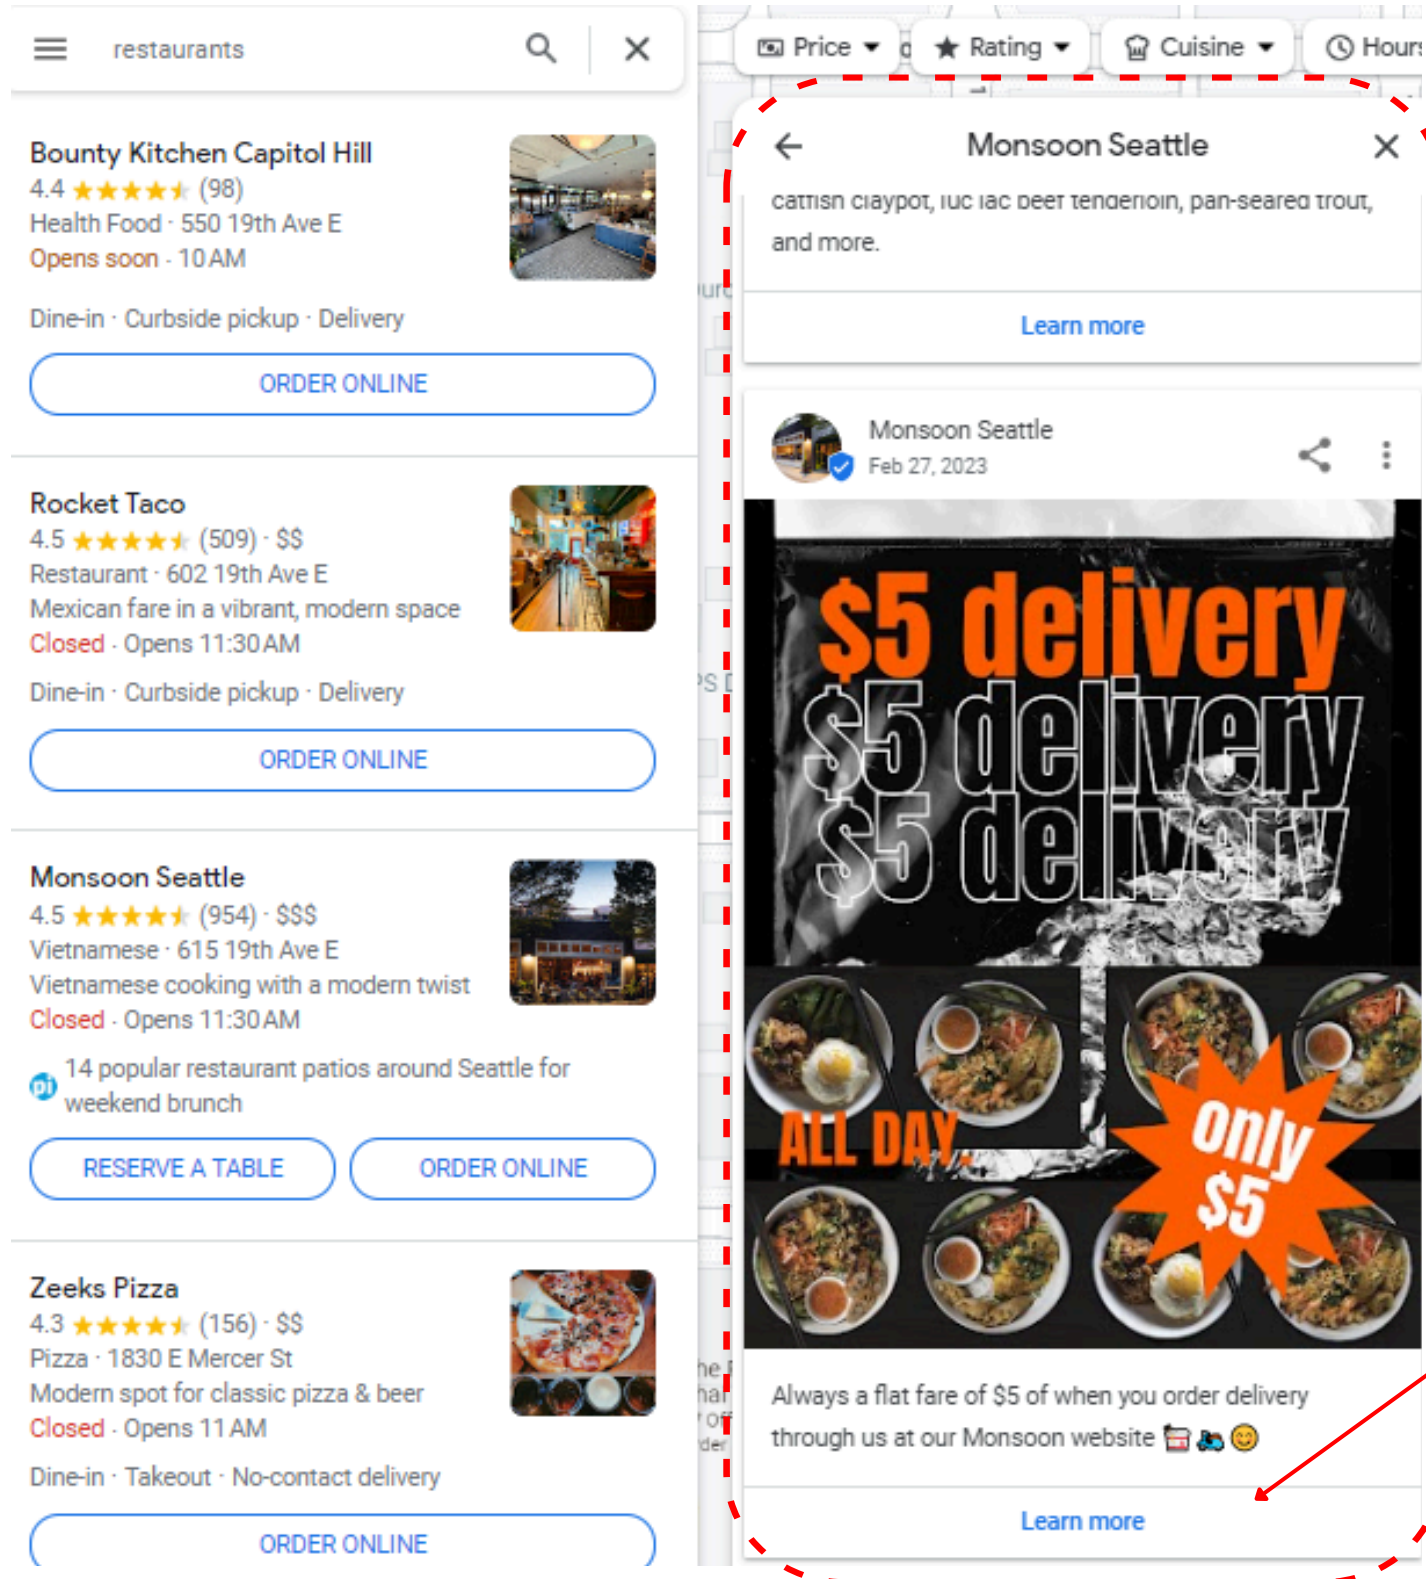 restaurants
Bounty Kitchen Capitol Hill
4.4 (98)
Health Food · 550 19th Ave E
Opens soon · 10 AM
Dine-in · Curbside pickup · Delivery
ORDER ONLINE
Rocket Taco
4.5 (509) · $$
Restaurant · 602 19th Ave E
Mexican fare in a vibrant, modern space
Closed · Opens 11:30 AM
Dine-in · Curbside pickup · Delivery
ORDER ONLINE
Monsoon Seattle
4.5 (954) · $$$
Vietnamese · 615 19th Ave E
Vietnamese cooking with a modern twist
Closed · Opens 11:30 AM
pi
14 popular restaurant patios around Seattle for
weekend brunch
RESERVE A TABLE
ORDER ONLINE
Zeeks Pizza
4.3 (156) · $$
Pizza · 1830 E Mercer St
Modern spot for classic pizza & beer
Closed · Opens 11 AM
Dine-in · Takeout · No-contact delivery
ORDER ONLINE
Price
Rating
Cuisine
Hours
Monsoon Seattle
catfish claypot, luc lac beef tenderloin, pan-seared trout,
and more.
Learn more
Monsoon Seattle
Feb 27, 2023
$5 delivery
$5 delivery
$5 delivery
ALL DAY.
only
$5
Always a flat fare of $5 of when you order delivery
through us at our Monsoon website
Learn more